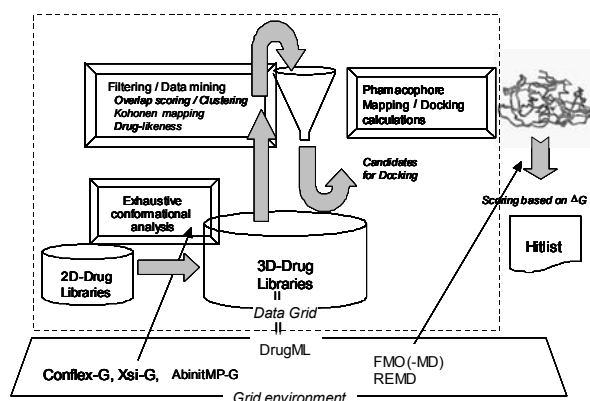 Filtering / Data mining
Overlap scoring / Clustering
Kohonen mapping
Drug-likeness
Phamacophore
Mapping / Docking
calculations
Candidates
for Docking
Scoring based on ΔG
Hitlist
Exhaustive
conformational
analysis
2D-Drug
Libraries
3D-Drug
Libraries
=
Data Grid
=
DrugML
Conflex-G, Xsi-G, AbinitMP-G
FMO(-MD)
REMD
Grid environment